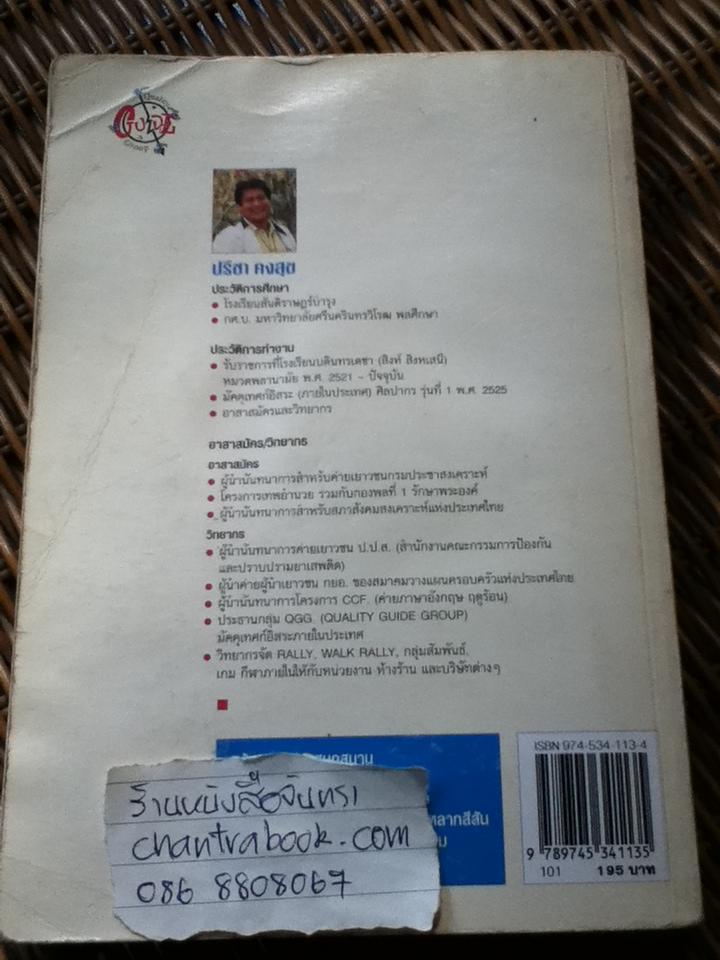 GUIDE
GROUP
ปรีชา คงสุข
ประวัติการศึกษา
● โรงเรียนสันติราษฎร์บำรุง
● กศ.บ. มหาวิทยาลัยศรีนครินทรวิโรฒ พลศึกษา
ประวัติการทำงาน
● รับราชการที่โรงเรียนบดินทรเดชา (สิงห์ สิงหเสนี)
หมวดพลานามัย พ.ศ. 2521 - ปัจจุบัน
● มัคคุเทศก์อิสระ (ภายในประเทศ) ศิลปากร รุ่นที่ 1 พ.ศ. 2525
● อาสาสมัครและวิทยากร
อาสาสมัคร/วิทยากร
อาสาสมัคร
● ผู้นำนันทนาการสำหรับค่ายเยาวชนกรมประชาสงเคราะห์
● โครงการเทพอำนวย ร่วมกับกองพลที่ 1 รักษาพระองค์
● ผู้นำนันทนาการสำหรับสภาสังคมสงเคราะห์แห่งประเทศไทย
วิทยากร
● ผู้นำนันทนาการค่ายเยาวชน ป.ป.ส. (สำนักงานคณะกรรมการป้องกัน
และปราบปรามยาเสพติด)
● ผู้นำค่ายผู้นำเยาวชน กยอ. ของสมาคมวางแผนครอบครัวแห่งประเทศไทย
● ผู้นำนันทนาการโครงการ CCF. (ค่ายภาษาอังกฤษ ฤดูร้อน)
● ประธานกลุ่ม QGG. (QUALITY GUIDE GROUP)
มัคคุเทศก์อิสระภายในประเทศ
● วิทยากรจัด RALLY, WALK RALLY, กลุ่มสัมพันธ์,
เกม กีฬาภายในให้กับหน่วยงาน ห้างร้าน และบริษัทต่างๆ
หลากสีสัน
ร้านหนังสือจันทรา
chantrabook.com
086 8808067
ISBN 974-534-113-4
9 789745 341135
101 195 บาท